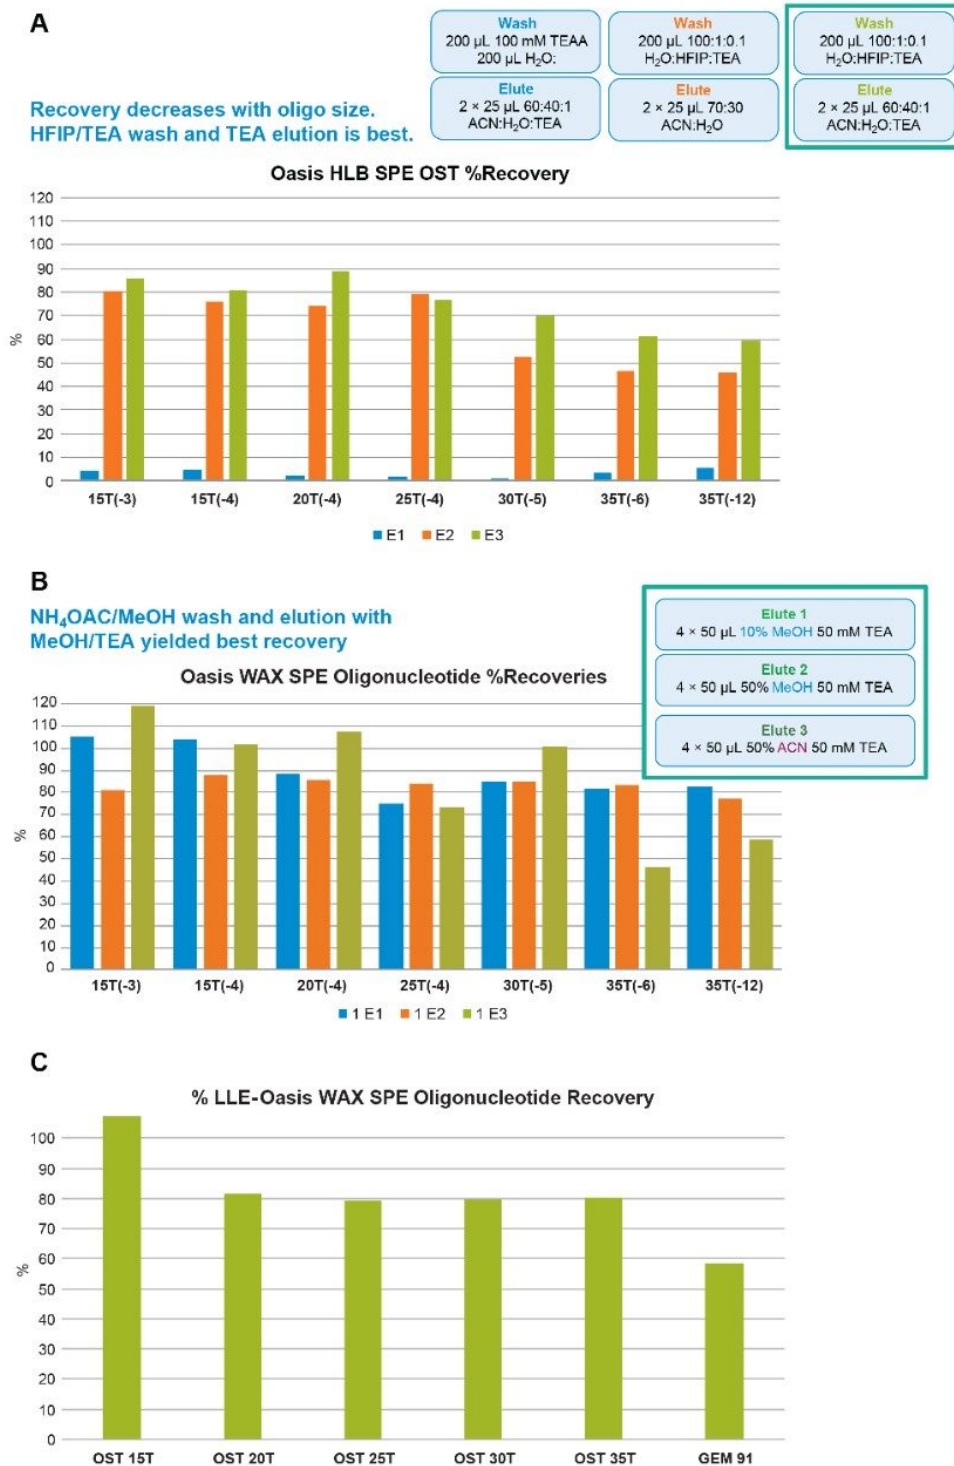 A
Wash
200 µL 100 mM TEAA
200 µL H₂O:
Wash
200 µL 100:1:0.1
H₂O:HFIP:TEA
Wash
200 µL 100:1:0.1
H₂O:HFIP:TEA
Elute
2 × 25 µL 60:40:1
ACN:H₂O:TEA
Elute
2 × 25 µL 70:30
ACN:H₂O
Elute
2 × 25 µL 60:40:1
ACN:H₂O:TEA
Recovery decreases with oligo size.
HFIP/TEA wash and TEA elution is best.
Oasis HLB SPE OST %Recovery
120
110
100
90
80
70
60
50
40
30
20
10
0
%
15T(-3) 15T(-4) 20T(-4) 25T(-4) 30T(-5) 35T(-6) 35T(-12)
E1 E2 E3
B
NH₄OAC/MeOH wash and elution with
MeOH/TEA yielded best recovery
Elute 1
4 × 50 µL 10% MeOH 50 mM TEA
Elute 2
4 × 50 µL 50% MeOH 50 mM TEA
Elute 3
4 × 50 µL 50% ACN 50 mM TEA
Oasis WAX SPE Oligonucleotide %Recoveries
120
110
100
90
80
70
60
50
40
30
20
10
0
%
15T(-3) 15T(-4) 20T(-4) 25T(-4) 30T(-5) 35T(-6) 35T(-12)
1 E1 1 E2 1 E3
C
% LLE-Oasis WAX SPE Oligonucleotide Recovery
100
90
80
60
50
40
30
20
10
0
%
OST 15T OST 20T OST 25T OST 30T OST 35T GEM 91